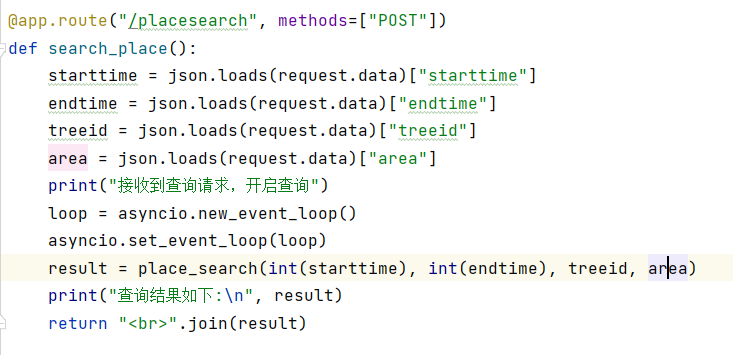 @app.route("/placesearch", methods=["POST"])
def search_place():
    starttime = json.loads(request.data)["starttime"]
    endtime = json.loads(request.data)["endtime"]
    treeid = json.loads(request.data)["treeid"]
    area = json.loads(request.data)["area"]
    print("接收到查询请求，开启查询")
    loop = asyncio.new_event_loop()
    asyncio.set_event_loop(loop)
    result = place_search(int(starttime), int(endtime), treeid, area)
    print("查询结果如下:\n", result)
    return "<br>".join(result)